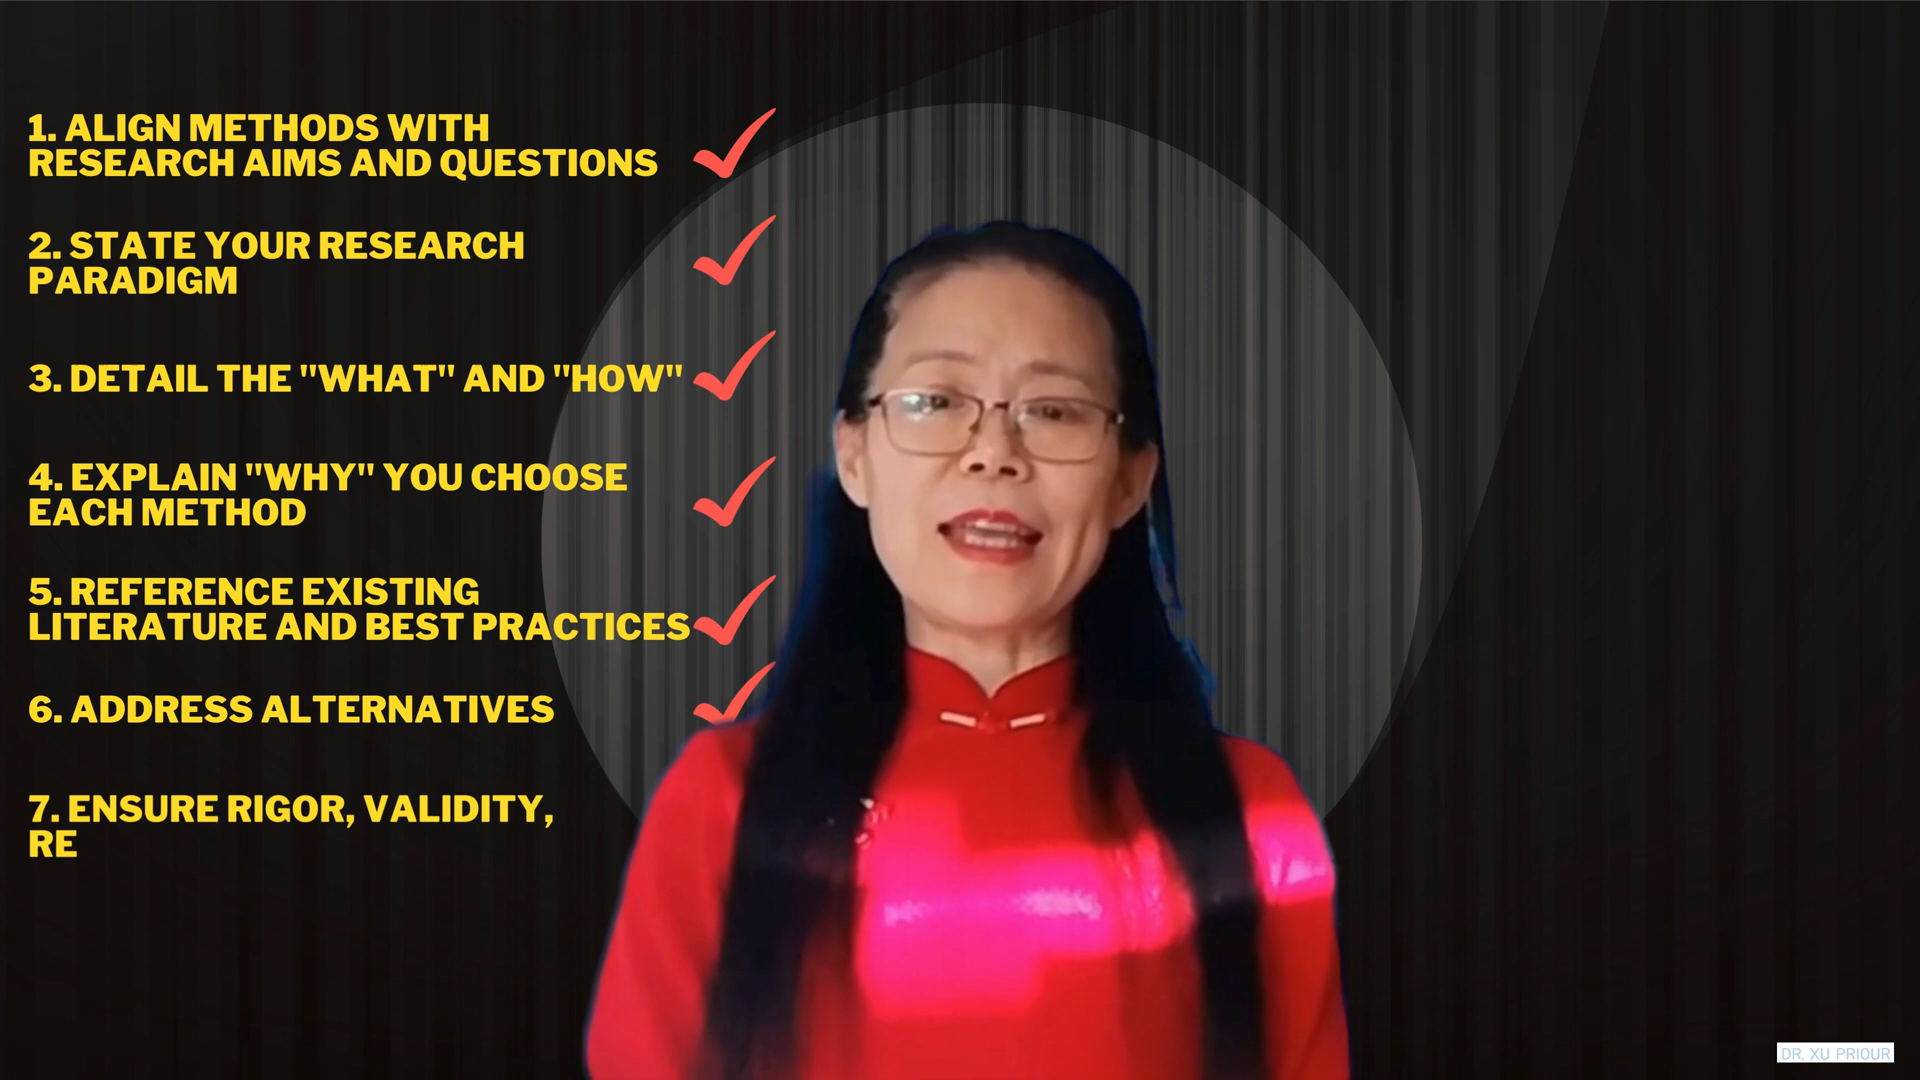 1. ALIGN METHODS WITH
RESEARCH AIMS AND QUESTIONS
2. STATE YOUR RESEARCH
PARADIGM
3. DETAIL THE "WHAT" AND "HOW"
4. EXPLAIN "WHY" YOU CHOOSE
EACH METHOD
5. REFERENCE EXISTING
LITERATURE AND BEST PRACTICES
6. ADDRESS ALTERNATIVES
7. ENSURE RIGOR, VALIDITY,
RE
DR. XU PRIOUR